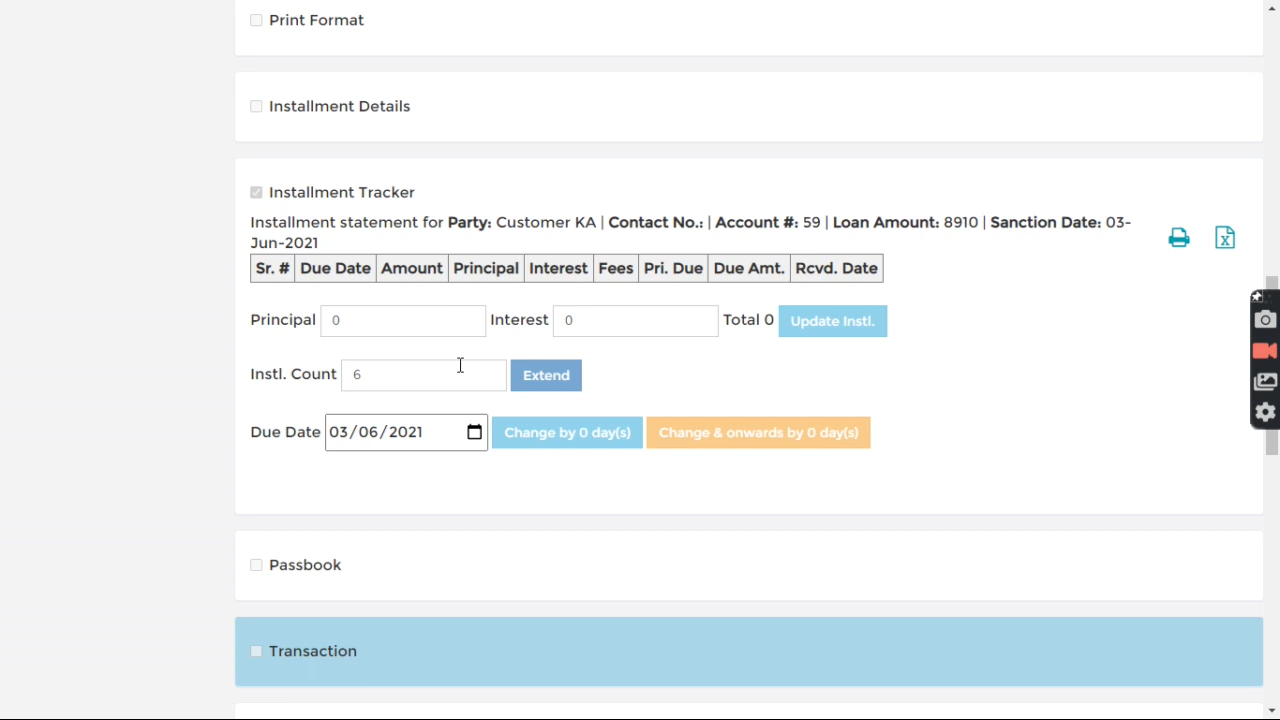 Print Format
Installment Details
Installment Tracker
Installment statement for Party: Customer KA | Contact No.: | Account #: 59 | Loan Amount: 8910 | Sanction Date: 03-
Jun-2021
Sr. # Due Date Amount Principal Interest Fees Pri. Due Due Amt. Rcvd. Date
Principal 0 Interest 0 Total 0 Update Instl.
Instl. Count 6 Extend
Due Date 03/06/2021 Change by 0 day(s) Change & onwards by 0 day(s)
Passbook
Transaction